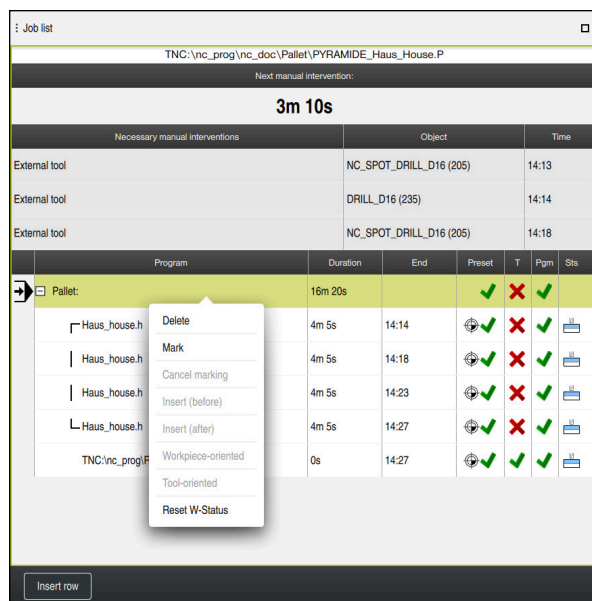 Job list
TNC:\nc_prog\nc_doc\Pallet\PYRAMIDE_Haus_House.P
Next manual intervention:
3m 10s
Necessary manual interventions Object Time
External tool NC_SPOT_DRILL_D16 (205) 14:13
External tool DRILL_D16 (235) 14:14
External tool NC_SPOT_DRILL_D16 (205) 14:18
Program Duration End Preset T Pgm Sts
Pallet: 16m 20s
Haus_house.h 4m 5s 14:14
Haus_house.h 4m 5s 14:18
Haus_house.h 4m 5s 14:23
Haus_house.h 4m 5s 14:27
TNC:\nc_prog\ 0s 14:27
Delete
Mark
Cancel marking
Insert (before)
Insert (after)
Workpiece-oriented
Tool-oriented
Reset W-Status
Insert row